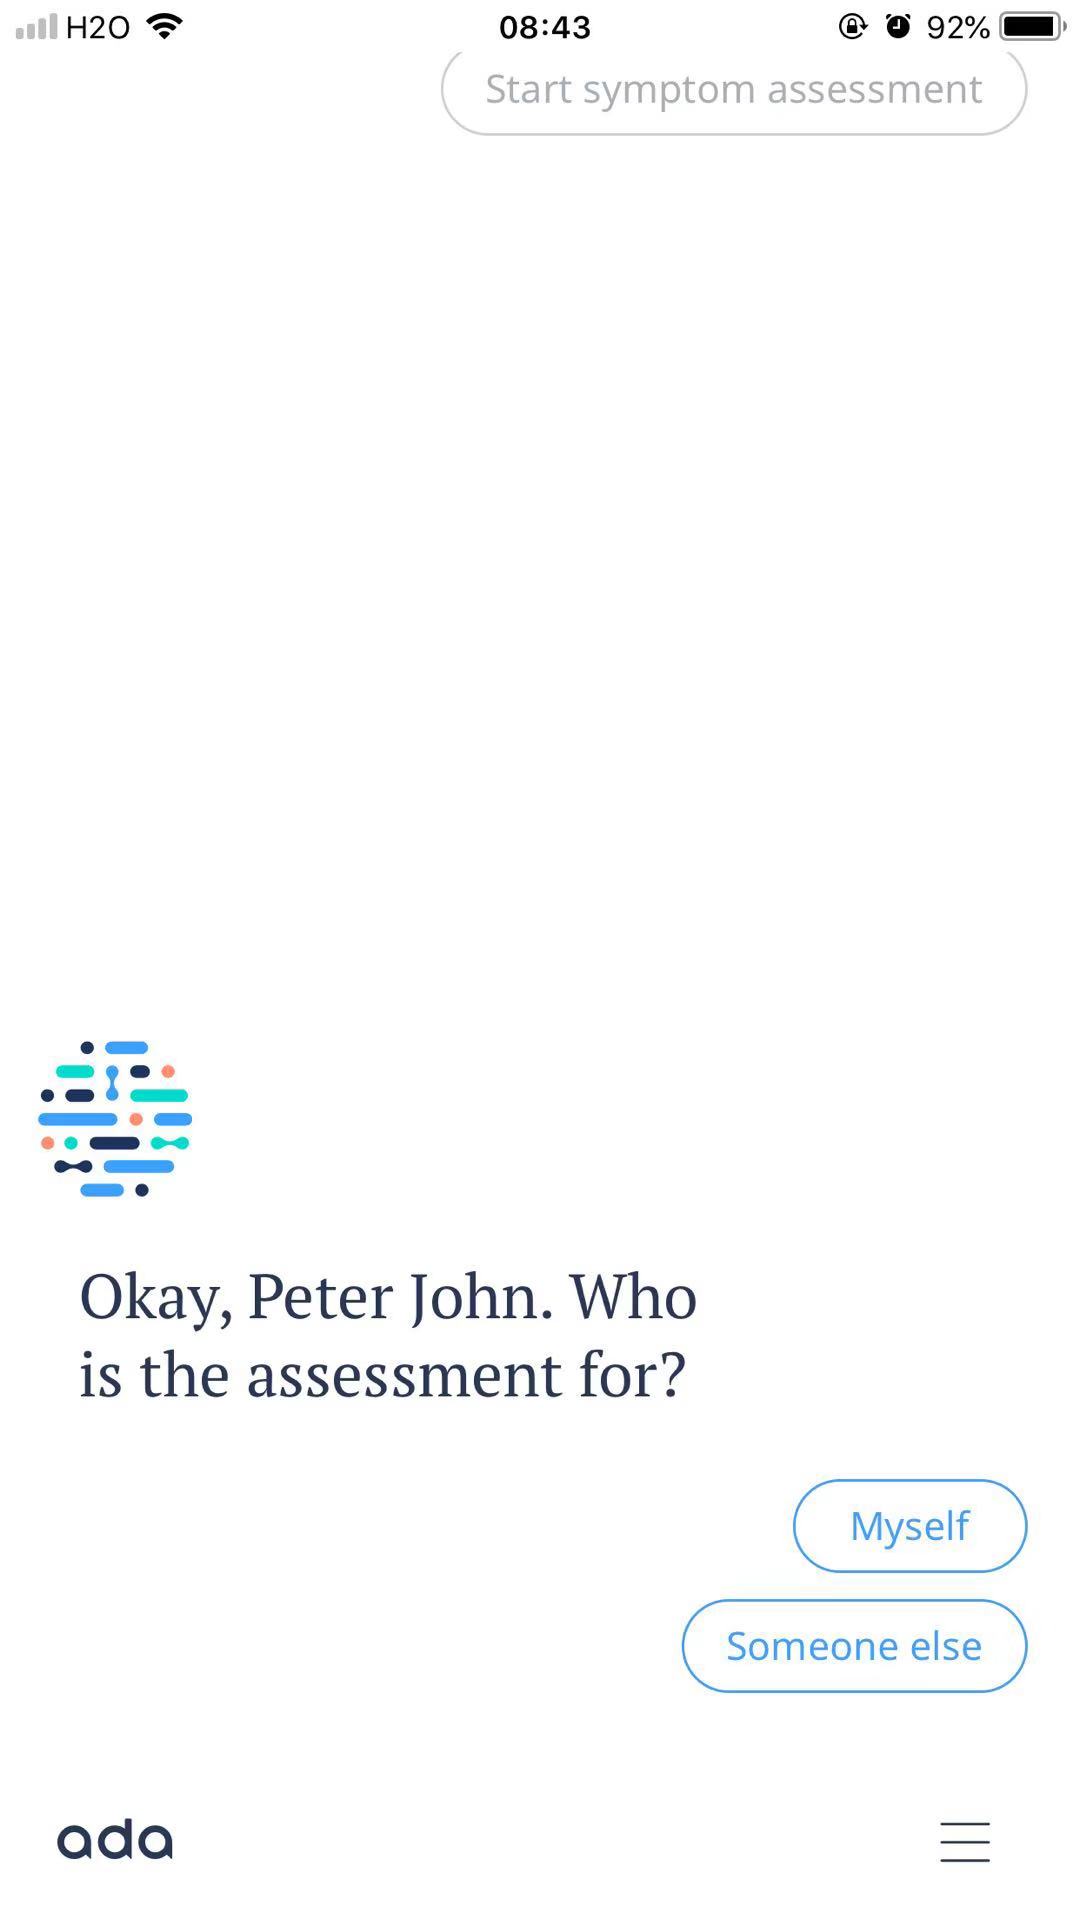 H2O 08:43 92%
Start symptom assessment
Okay, Peter John. Who
is the assessment for?
Myself
Someone else
ada